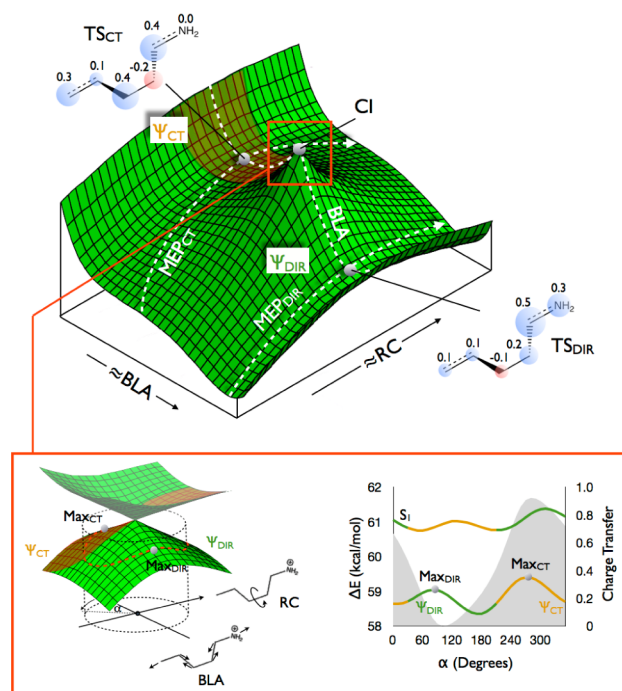 0.4
0.0
NH2
TSCT
0.1
-0.2
0.3
0.4
CI
ΨCT
BLA
MEPCT
ΨDIR
MEPDIR
0.3
0.5
NH2
TSDIR
0.1
0.1
-0.1
0.2
≈BLA
≈RC
MaxCT
ΨCT
ΨDIR
MaxDIR
α
⊕
NH2
RC
⊕
NH2
BLA
62
61
60
59
58
ΔE (kcal/mol)
S1
MaxDIR
ΨDIR
MaxCT
ΨCT
1.0
0.8
0.6
0.4
0.2
0
Charge Transfer
0 60 120 180 240 300
α (Degrees)